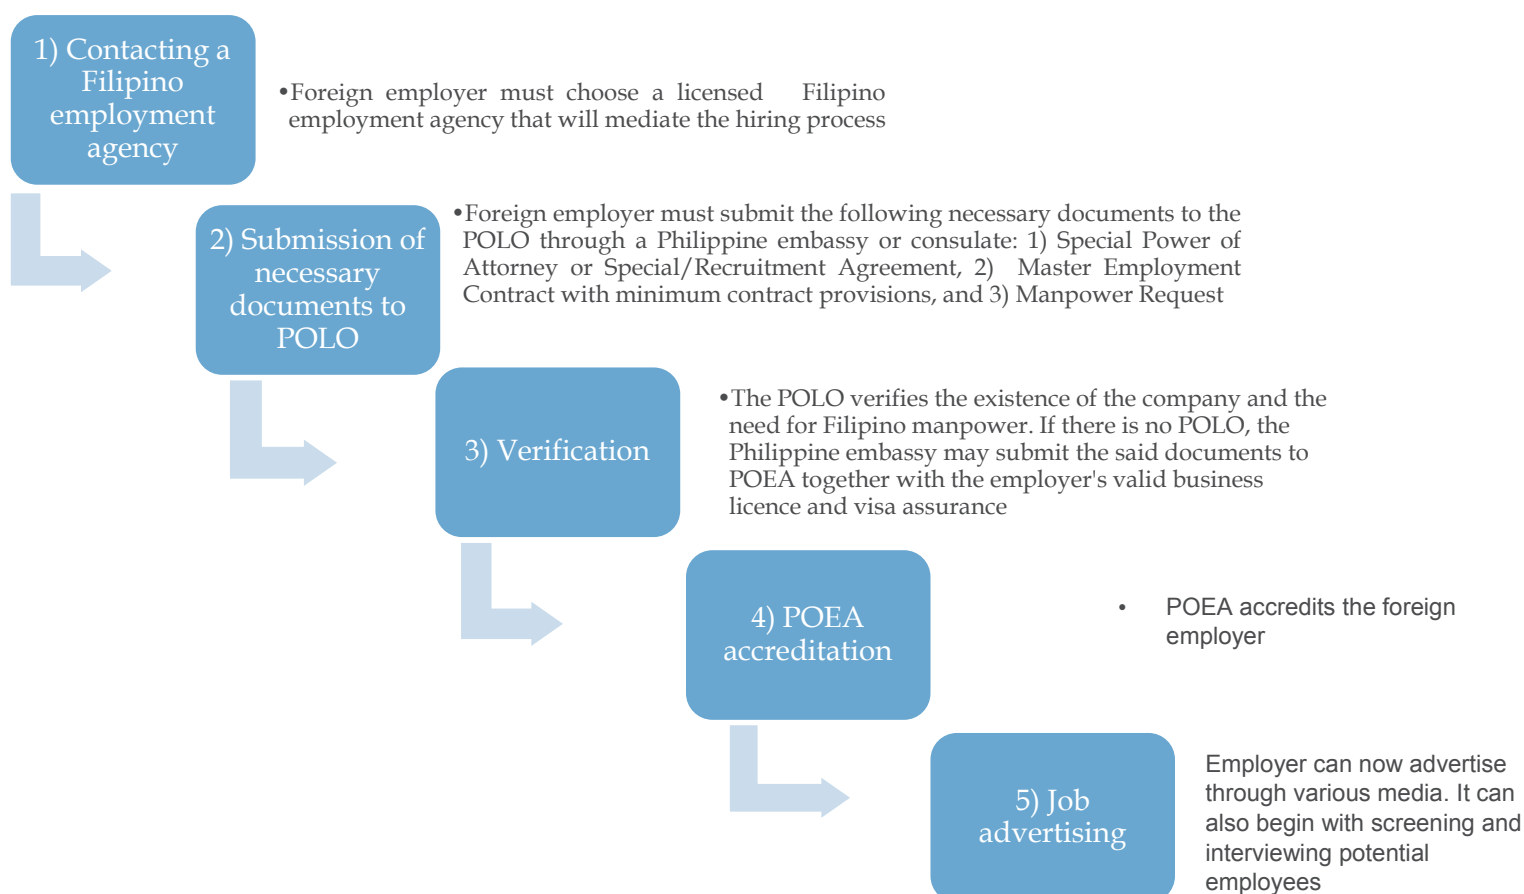 1) Contacting a
Filipino
employment
agency
•Foreign employer must choose a licensed Filipino
employment agency that will mediate the hiring process
2) Submission of
necessary
documents to
POLO
•Foreign employer must submit the following necessary documents to the
POLO through a Philippine embassy or consulate: 1) Special Power of
Attorney or Special/Recruitment Agreement, 2) Master Employment
Contract with minimum contract provisions, and 3) Manpower Request
3) Verification
•The POLO verifies the existence of the company and the
need for Filipino manpower. If there is no POLO, the
Philippine embassy may submit the said documents to
POEA together with the employer's valid business
licence and visa assurance
4) POEA
accreditation
• POEA accredits the foreign
employer
5) Job
advertising
Employer can now advertise
through various media. It can
also begin with screening and
interviewing potential
employees